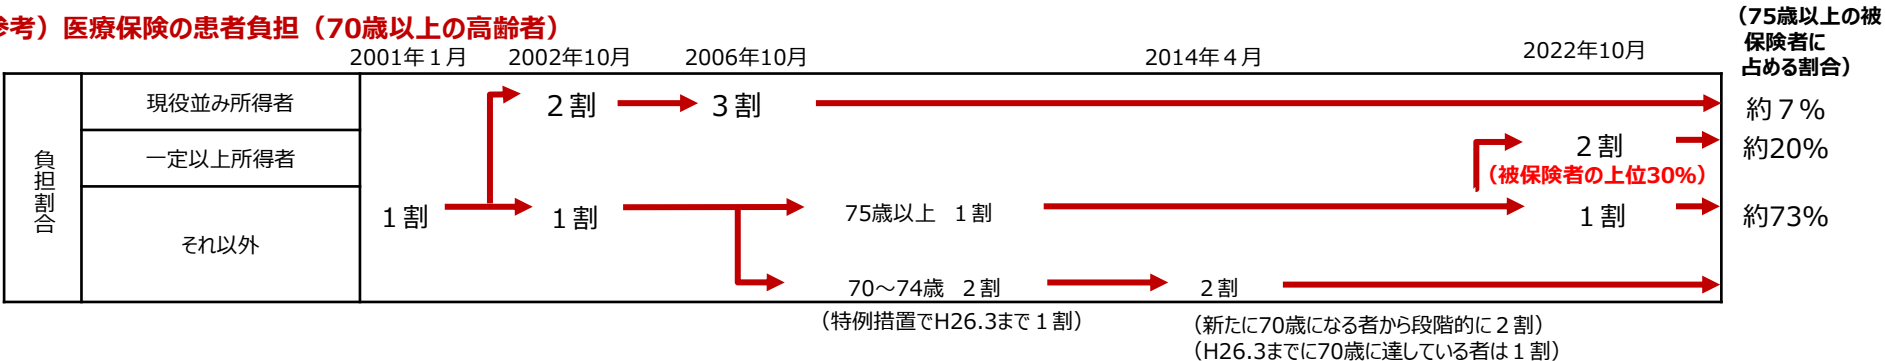 考）医療保険の患者負担（70歳以上の高齢者）
（75歳以上の被
保険者に
占める割合）
2001年１月
2002年10月
2006年10月
2014年４月
2022年10月
負担割合
現役並み所得者
２割
３割
約７%
一定以上所得者
２割
約20%
（被保険者の上位30%）
それ以外
１割
１割
75歳以上 １割
１割
約73%
70～74歳 ２割
２割
（特例措置でH26.3まで１割）
（新たに70歳になる者から段階的に２割）
（H26.3までに70歳に達している者は１割）